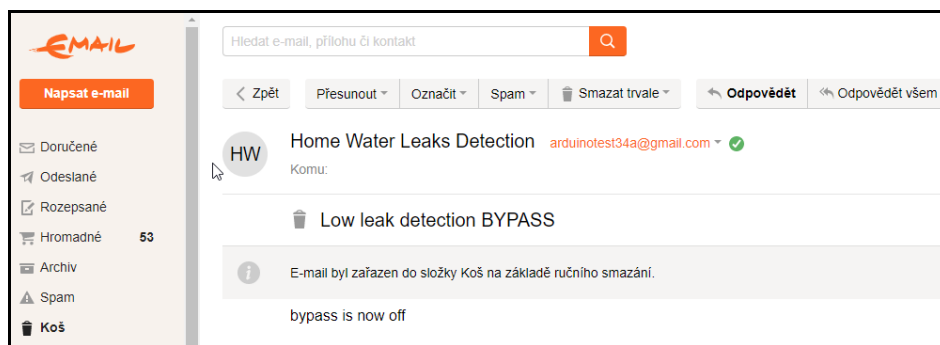 EMAIL
Hledat e-mail, přílohu či kontakt
Napsat e-mail
Zpět Přesunout Označit Spam Smazat trvale Odpovědět Odpovědět všem
Doručené
Odeslané
Rozepsané
Hromadné 53
Archiv
Spam
Koš
HW
Home Water Leaks Detection arduinotest34a@gmail.com
Komu:
Low leak detection BYPASS
E-mail byl zařazen do složky Koš na základě ručního smazání.
bypass is now off